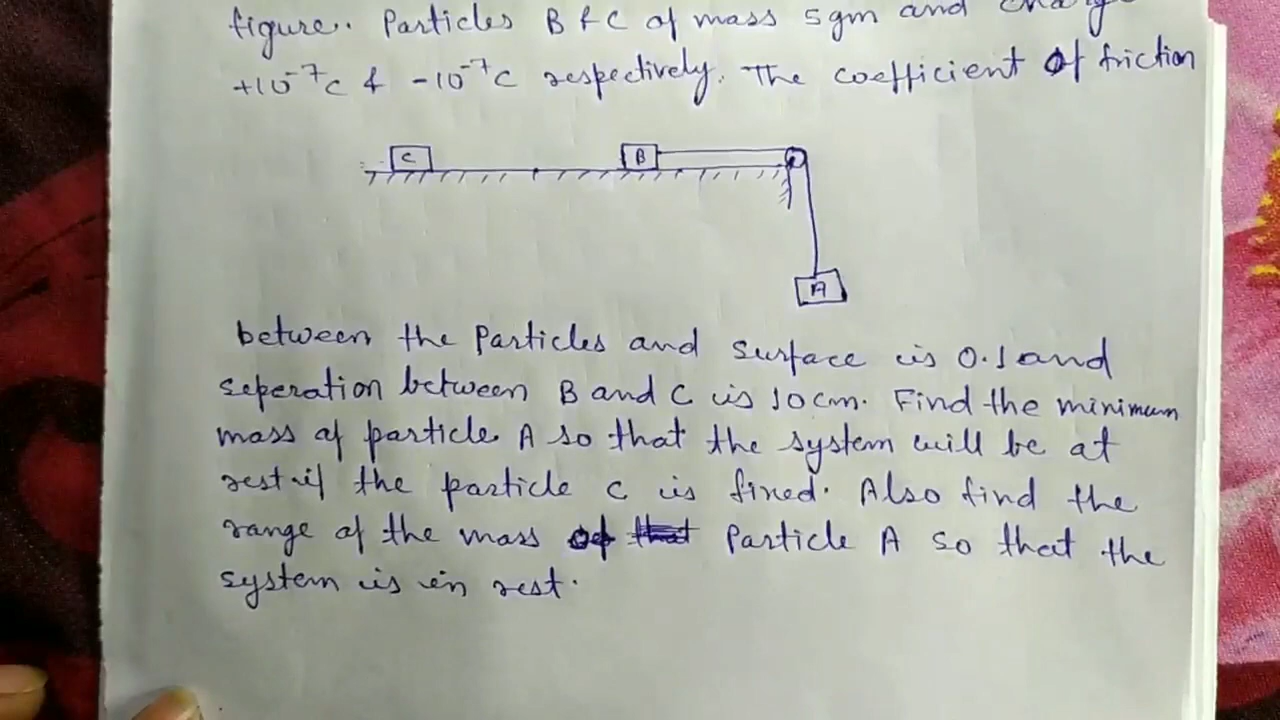 figure. Particles B & C of mass 5gm and charge
+10⁻⁷c & -10⁻⁷c respectively. The coefficient of friction
C
B
A
between the Particles and surface is 0.1 and
seperation between B and C is 10cm. Find the minimum
mass of particle A so that the system will be at
rest if the particle C is fixed. Also find the
range of the mass of Particle A so that the
system is in rest.